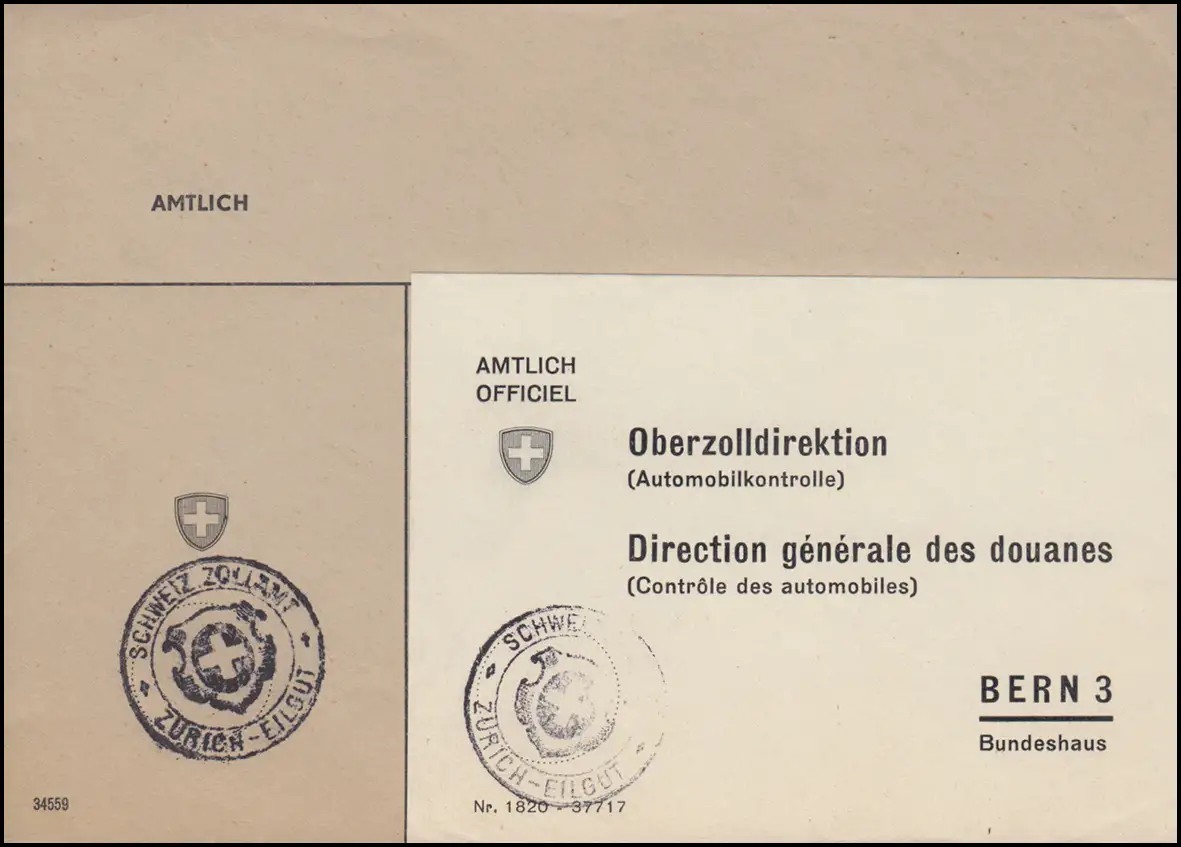 AMTLICH
SCHWEIZ. ZOLLAMT
ZÜRICH-EILGUT
34559
AMTLICH
OFFICIEL
Oberzolldirektion
(Automobilkontrolle)
Direction générale des douanes
(Contrôle des automobiles)
SCHWE
ZÜRICH-EILGUT
BERN 3
Bundeshaus
Nr. 1820 - 37717